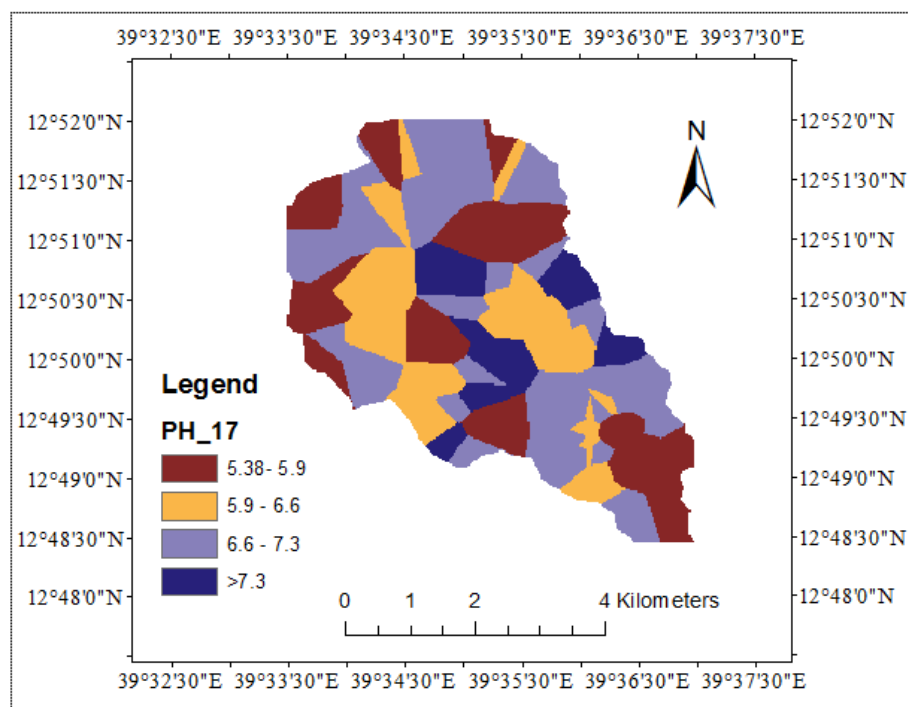 39°32'30"E 39°33'30"E 39°34'30"E 39°35'30"E 39°36'30"E 39°37'30"E
N
12°52'0"N 12°52'0"N
12°51'30"N 12°51'30"N
12°51'0"N 12°51'0"N
12°50'30"N 12°50'30"N
12°50'0"N 12°50'0"N
Legend
12°49'30"N 12°49'30"N
PH_17
5.38- 5.9
12°49'0"N 12°49'0"N
5.9 - 6.6
12°48'30"N 12°48'30"N
6.6 - 7.3
>7.3
12°48'0"N 12°48'0"N
0 1 2 4 Kilometers
39°32'30"E 39°33'30"E 39°34'30"E 39°35'30"E 39°36'30"E 39°37'30"E